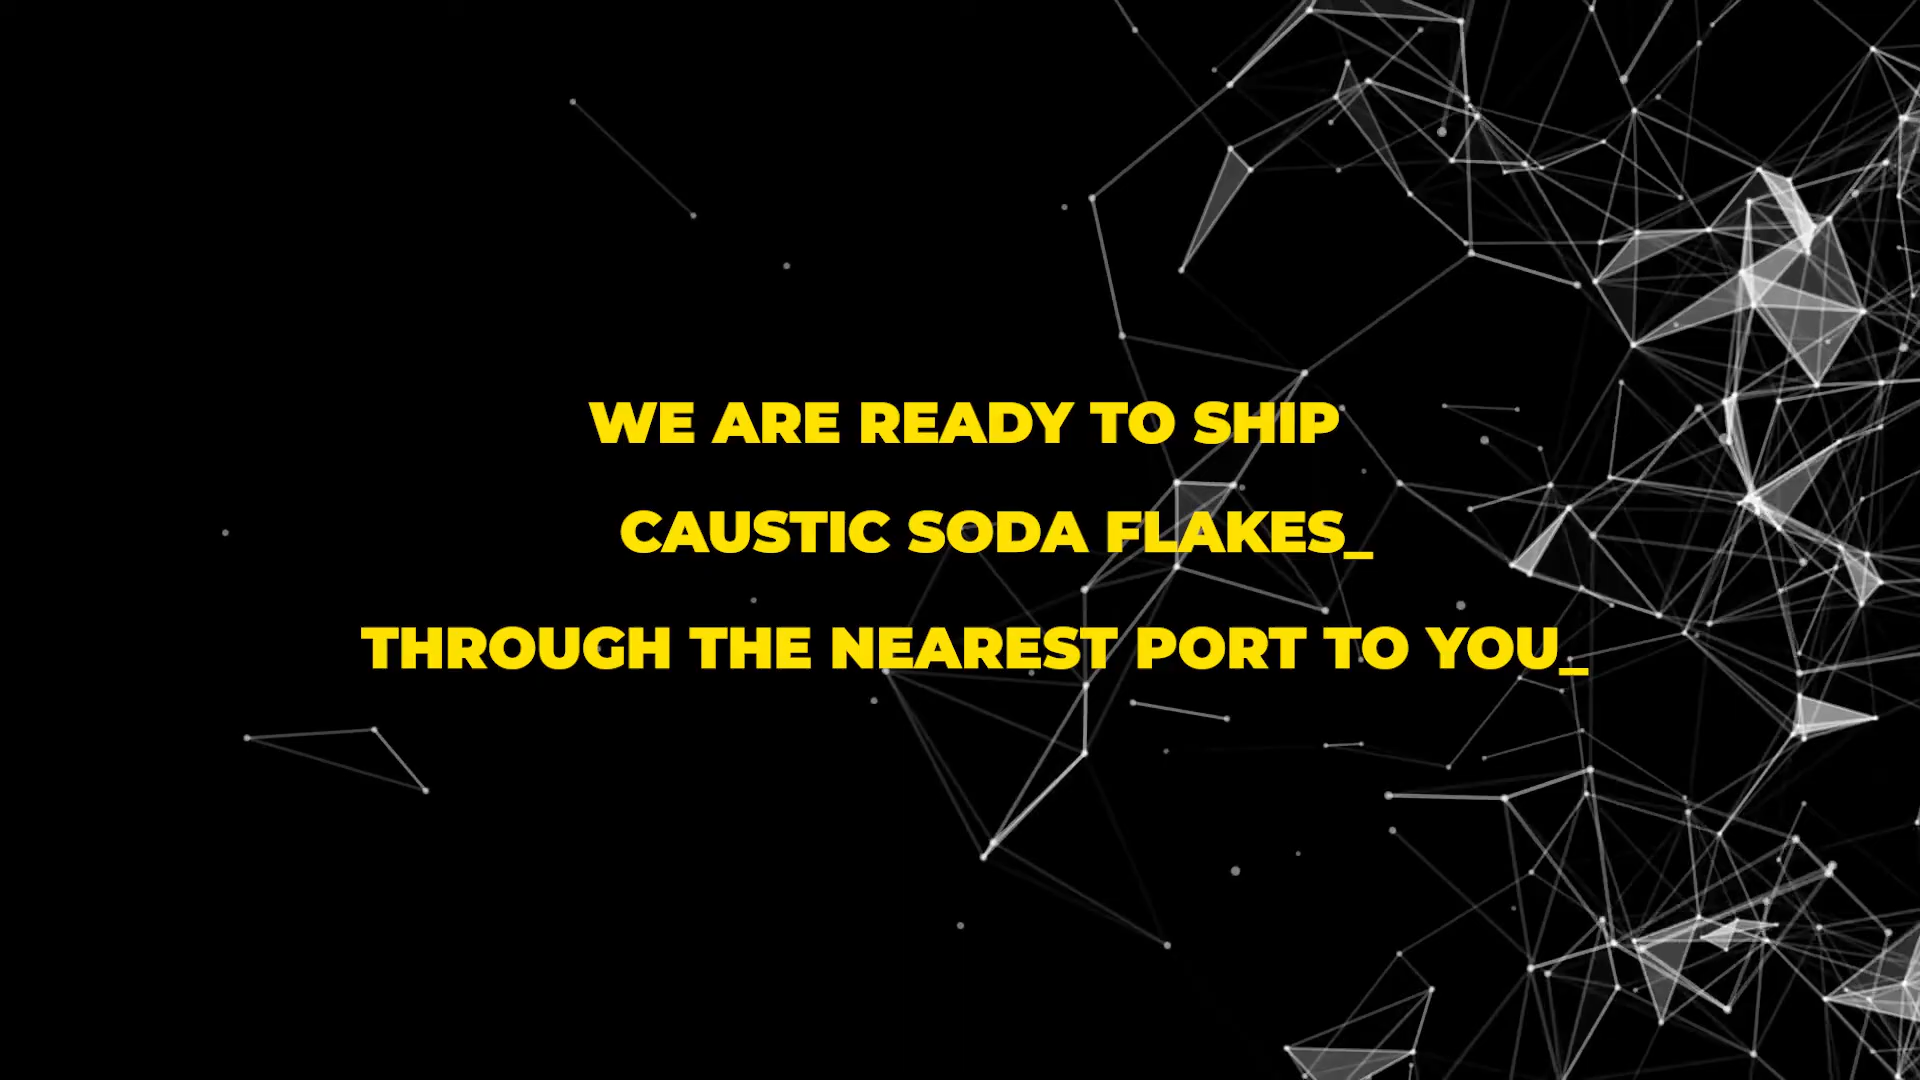 WE ARE READY TO SHIP
CAUSTIC SODA FLAKES_
THROUGH THE NEAREST PORT TO YOU_